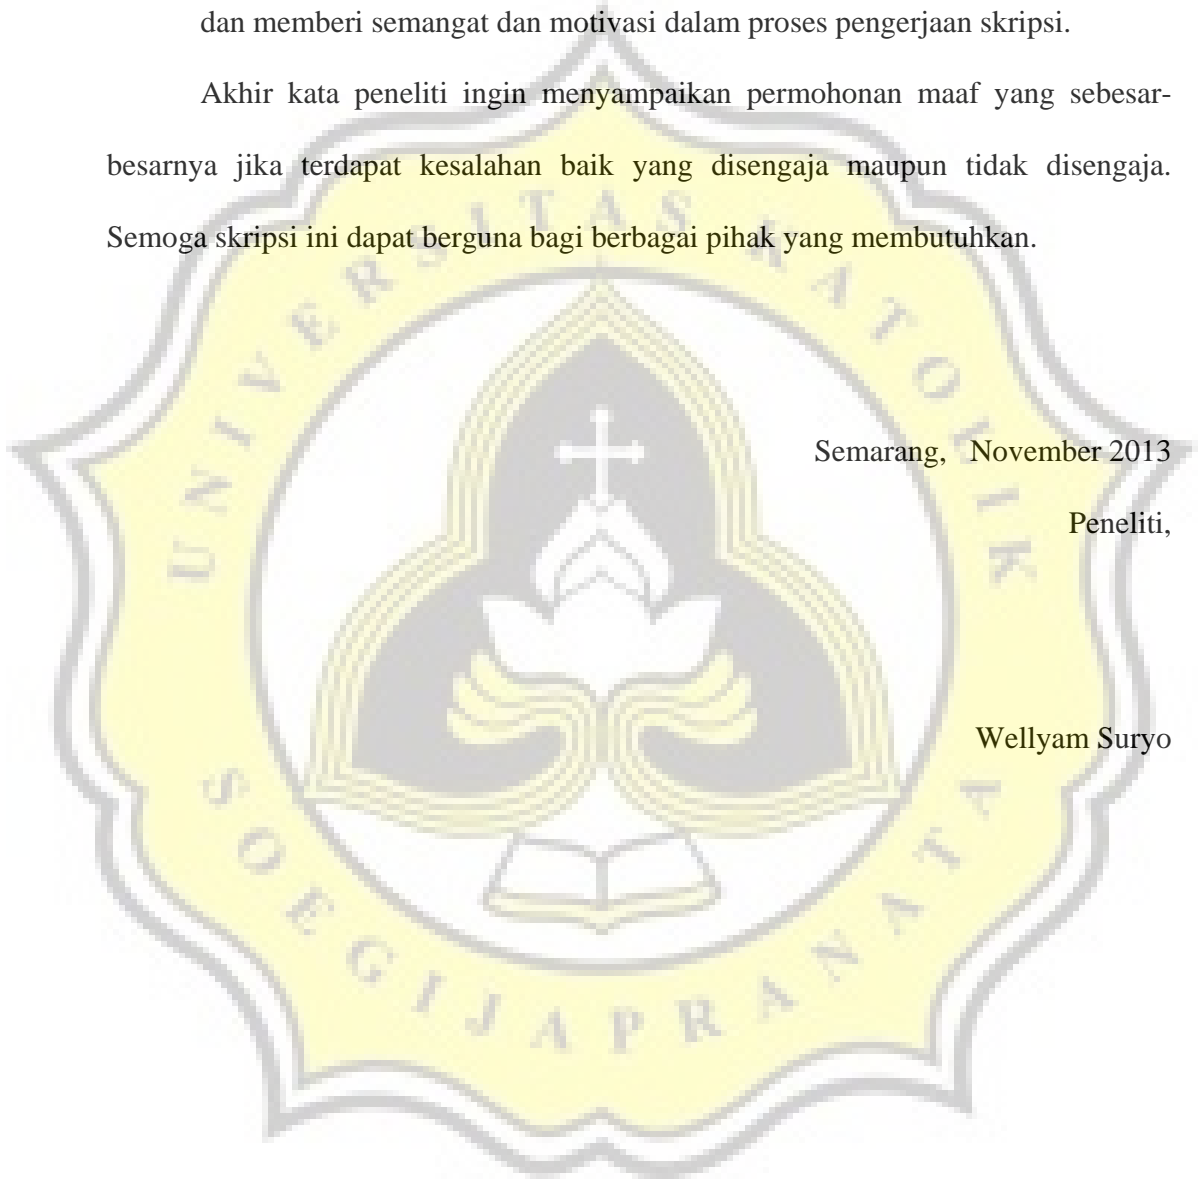 dan memberi semangat dan motivasi dalam proses pengerjaan skripsi.
Akhir kata peneliti ingin menyampaikan permohonan maaf yang sebesar-
besarnya jika terdapat kesalahan baik yang disengaja maupun tidak disengaja.
Semoga skripsi ini dapat berguna bagi berbagai pihak yang membutuhkan.
Semarang, November 2013
Peneliti,
Wellyam Suryo
UNIVERSITAS KATOLIK
SOEGIJAPRANATA